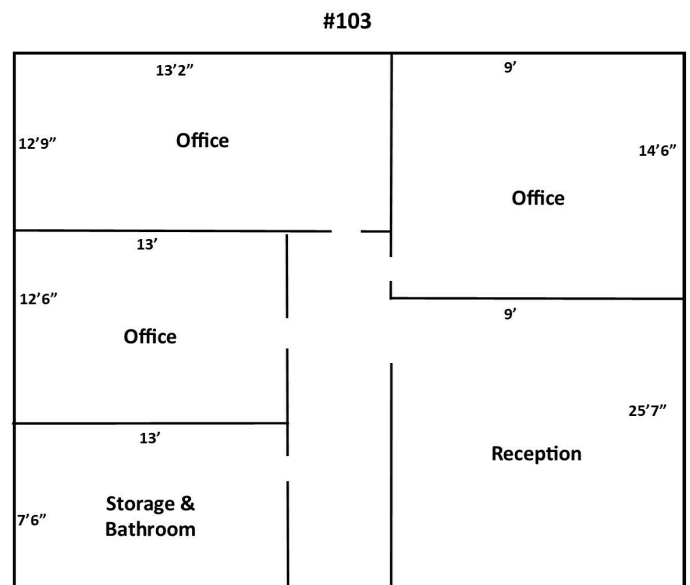 #103
13’2”
9’
12’9”
Office
14’6”
Office
13’
12’6”
9’
Office
25’7”
13’
Reception
Storage &
Bathroom
7’6”